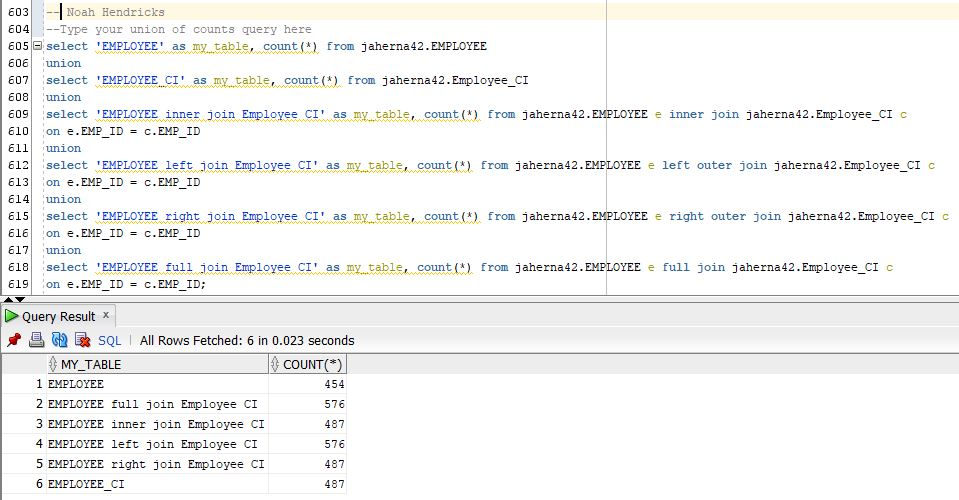 603 -- Noah Hendricks
604 --Type your union of counts query here
605 select 'EMPLOYEE' as my_table, count(*) from jaherna42.EMPLOYEE
606 union
607 select 'EMPLOYEE_CI' as my_table, count(*) from jaherna42.Employee_CI
608 union
609 select 'EMPLOYEE inner join Employee CI' as my_table, count(*) from jaherna42.EMPLOYEE e inner join jaherna42.Employee_CI c
610 on e.EMP_ID = c.EMP_ID
611 union
612 select 'EMPLOYEE left join Employee CI' as my_table, count(*) from jaherna42.EMPLOYEE e left outer join jaherna42.Employee_CI c
613 on e.EMP_ID = c.EMP_ID
614 union
615 select 'EMPLOYEE right join Employee CI' as my_table, count(*) from jaherna42.EMPLOYEE e right outer join jaherna42.Employee_CI c
616 on e.EMP_ID = c.EMP_ID
617 union
618 select 'EMPLOYEE full join Employee CI' as my_table, count(*) from jaherna42.EMPLOYEE e full join jaherna42.Employee_CI c
619 on e.EMP_ID = c.EMP_ID;
Query Result x
SQL | All Rows Fetched: 6 in 0.023 seconds
MY_TABLE COUNT(*)
1 EMPLOYEE 454
2 EMPLOYEE full join Employee CI 576
3 EMPLOYEE inner join Employee CI 487
4 EMPLOYEE left join Employee CI 576
5 EMPLOYEE right join Employee CI 487
6 EMPLOYEE_CI 487